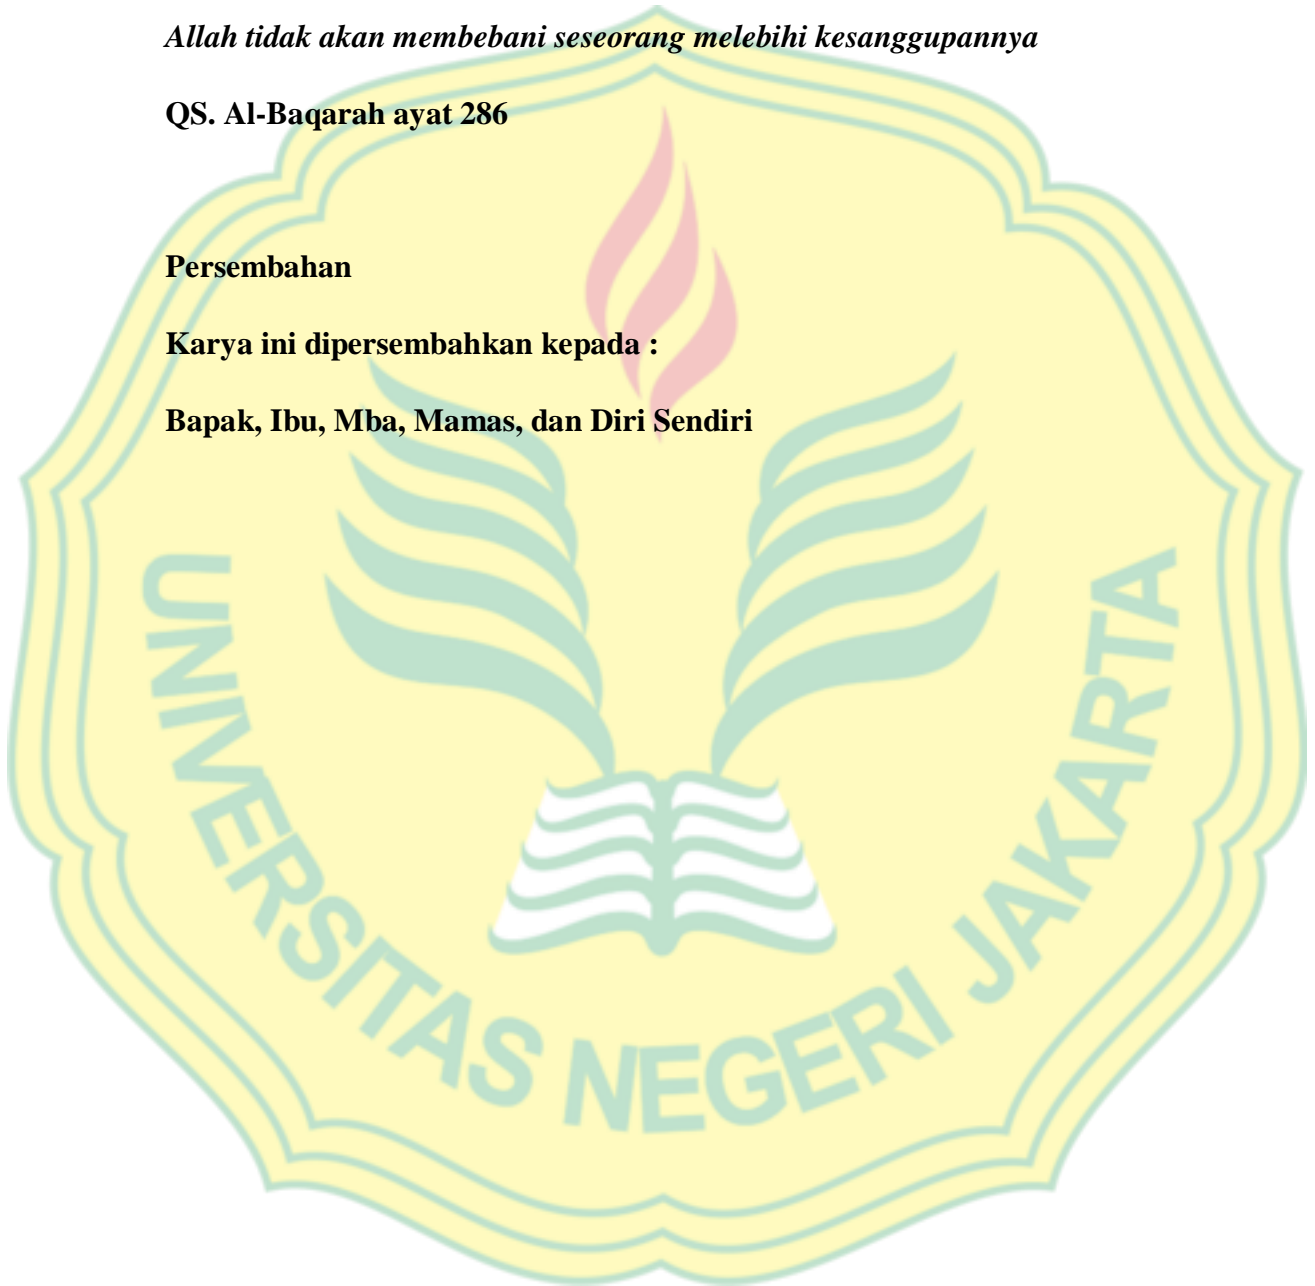 Allah tidak akan membebani seseorang melebihi kesanggupannya
QS. Al-Baqarah ayat 286
Persembahan
Karya ini dipersembahkan kepada :
Bapak, Ibu, Mba, Mamas, dan Diri Sendiri
UNIVERSITAS NEGERI JAKARTA